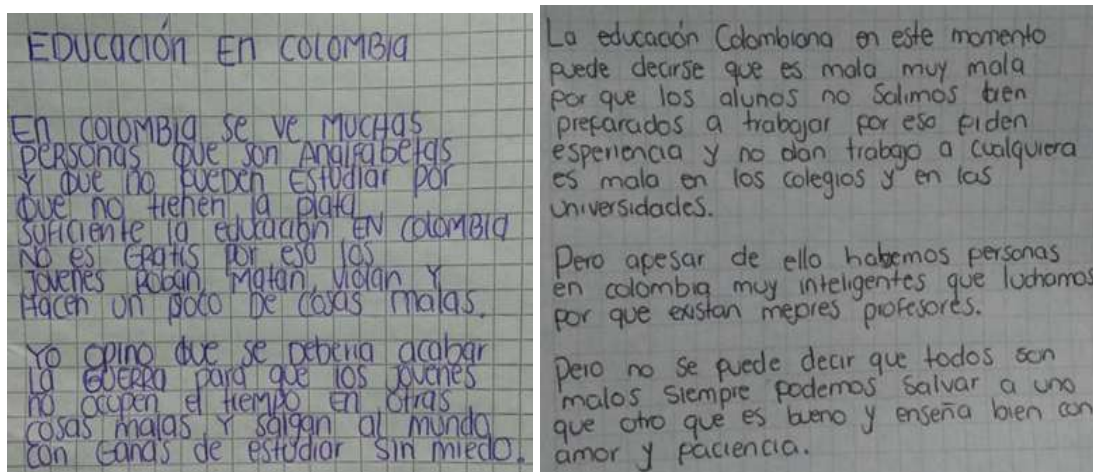 EDUCACIÓN EN COLOMBIA
EN COLOMBIA SE VE MUCHAS
PERSONAS QUE SON ANALFABETAS
Y QUE NO PUEDEN ESTUDIAR POR
QUE NO TIENEN LA PLATA
SUFICIENTE LA EDUCACIÓN EN COLOMBIA
NO ES GRATIS POR ESO LOS
JOVENES ROBAN, MATAN, VIOLAN Y
HACEN UN POCO DE COSAS MALAS.
YO OPINO QUE SE DEBERIA ACABAR
LA GUERRA PARA QUE LOS JOVENES
NO OCUPEN EL TIEMPO EN OTRAS
COSAS MALAS Y SALGAN AL MUNDO
CON GANAS DE ESTUDIAR SIN MIEDO.
La educación Colombiana en este momento
puede decirse que es mala muy mala
por que los alunos no salimos bien
preparados a trabajar por eso piden
esperiencia y no dan trabajo a cualquiera
es mala en los colegios y en las
universidades.
Pero apesar de ello habemos personas
en colombia muy inteligentes que luchamos
por que existan mejores profesores.
Pero no se puede decir que todos son
malos siempre podemos salvar a uno
que otro que es bueno y enseña bien con
amor y paciencia.